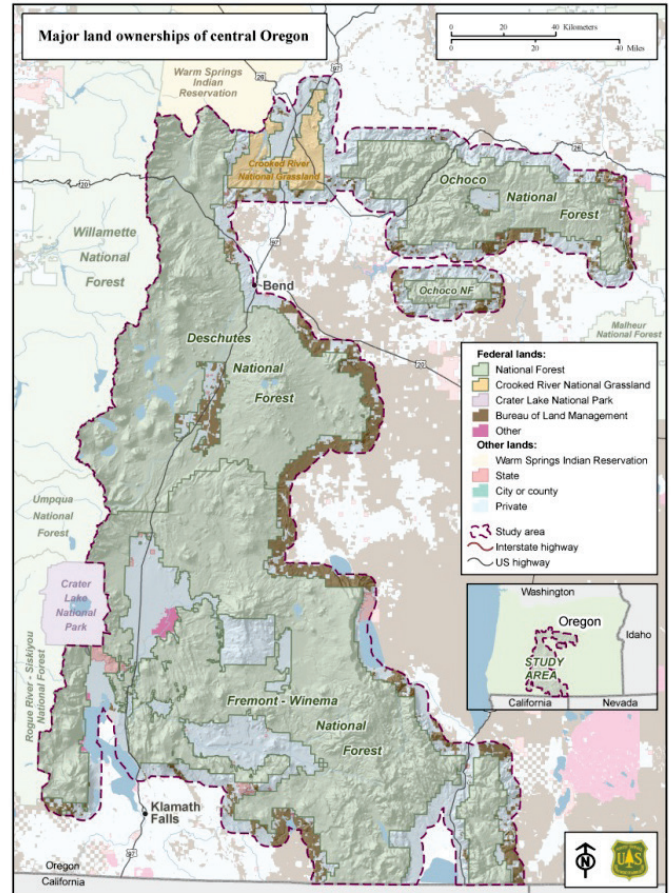 Major land ownerships of central Oregon
0
20
40 Kilometers
0
20
40 Miles
Warm Springs
Indian
Reservation
26
97
26
Crooked River
National Grassland
20
Ochoco
National
Forest
Willamette
National
Forest
97
Bend
Ochoco NF
Deschutes
National
Forest
20
Malheur
National Forest
Federal lands:
National Forest
Crooked River National Grassland
Crater Lake National Park
Bureau of Land Management
Other
Other lands:
Warm Springs Indian Reservation
State
City or county
Private
Study area
Interstate highway
US highway
Umpqua
National
Forest
Crater
Lake
National
Park
Rogue River - Siskiyou
National Forest
Fremont - Winema
National
Forest
Klamath
Falls
97
Washington
Oregon
Idaho
STUDY
AREA
California
Nevada
Oregon
California
N
U S